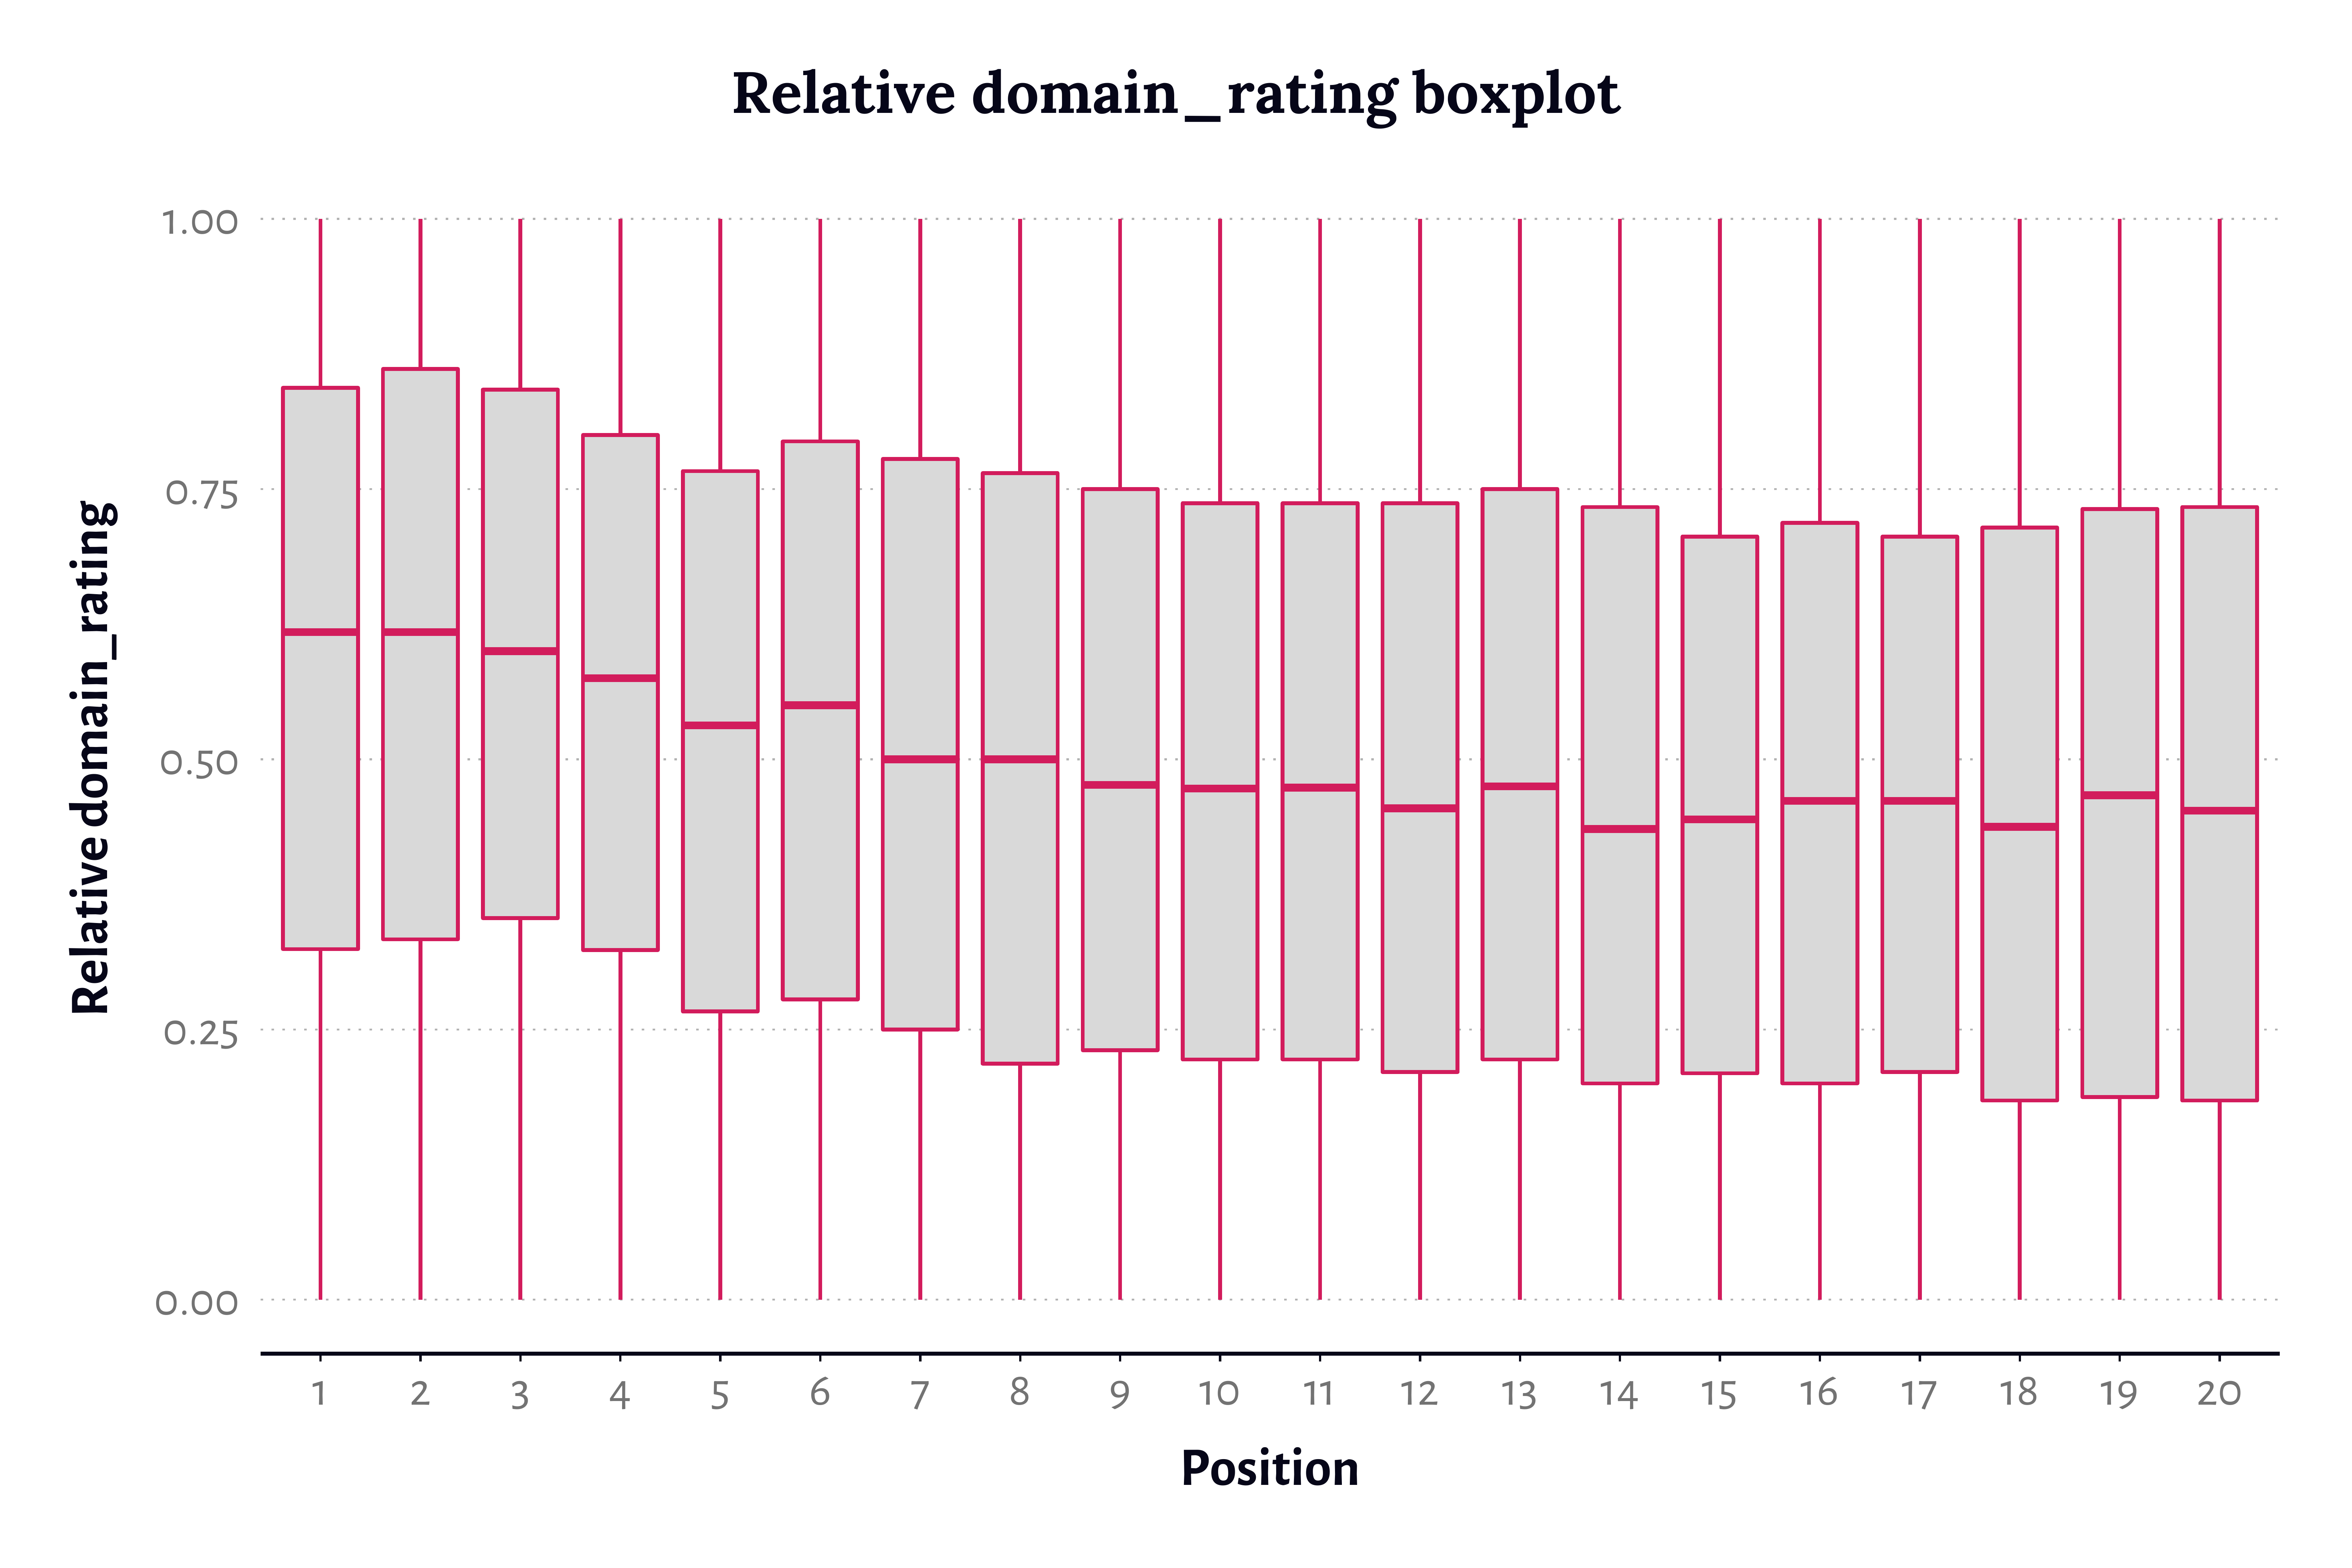 Relative domain_rating boxplot
1.00
0.75
0.50
0.25
0.00
Relative domain_rating
1 2 3 4 5 6 7 8 9 10 11 12 13 14 15 16 17 18 19 20
Position